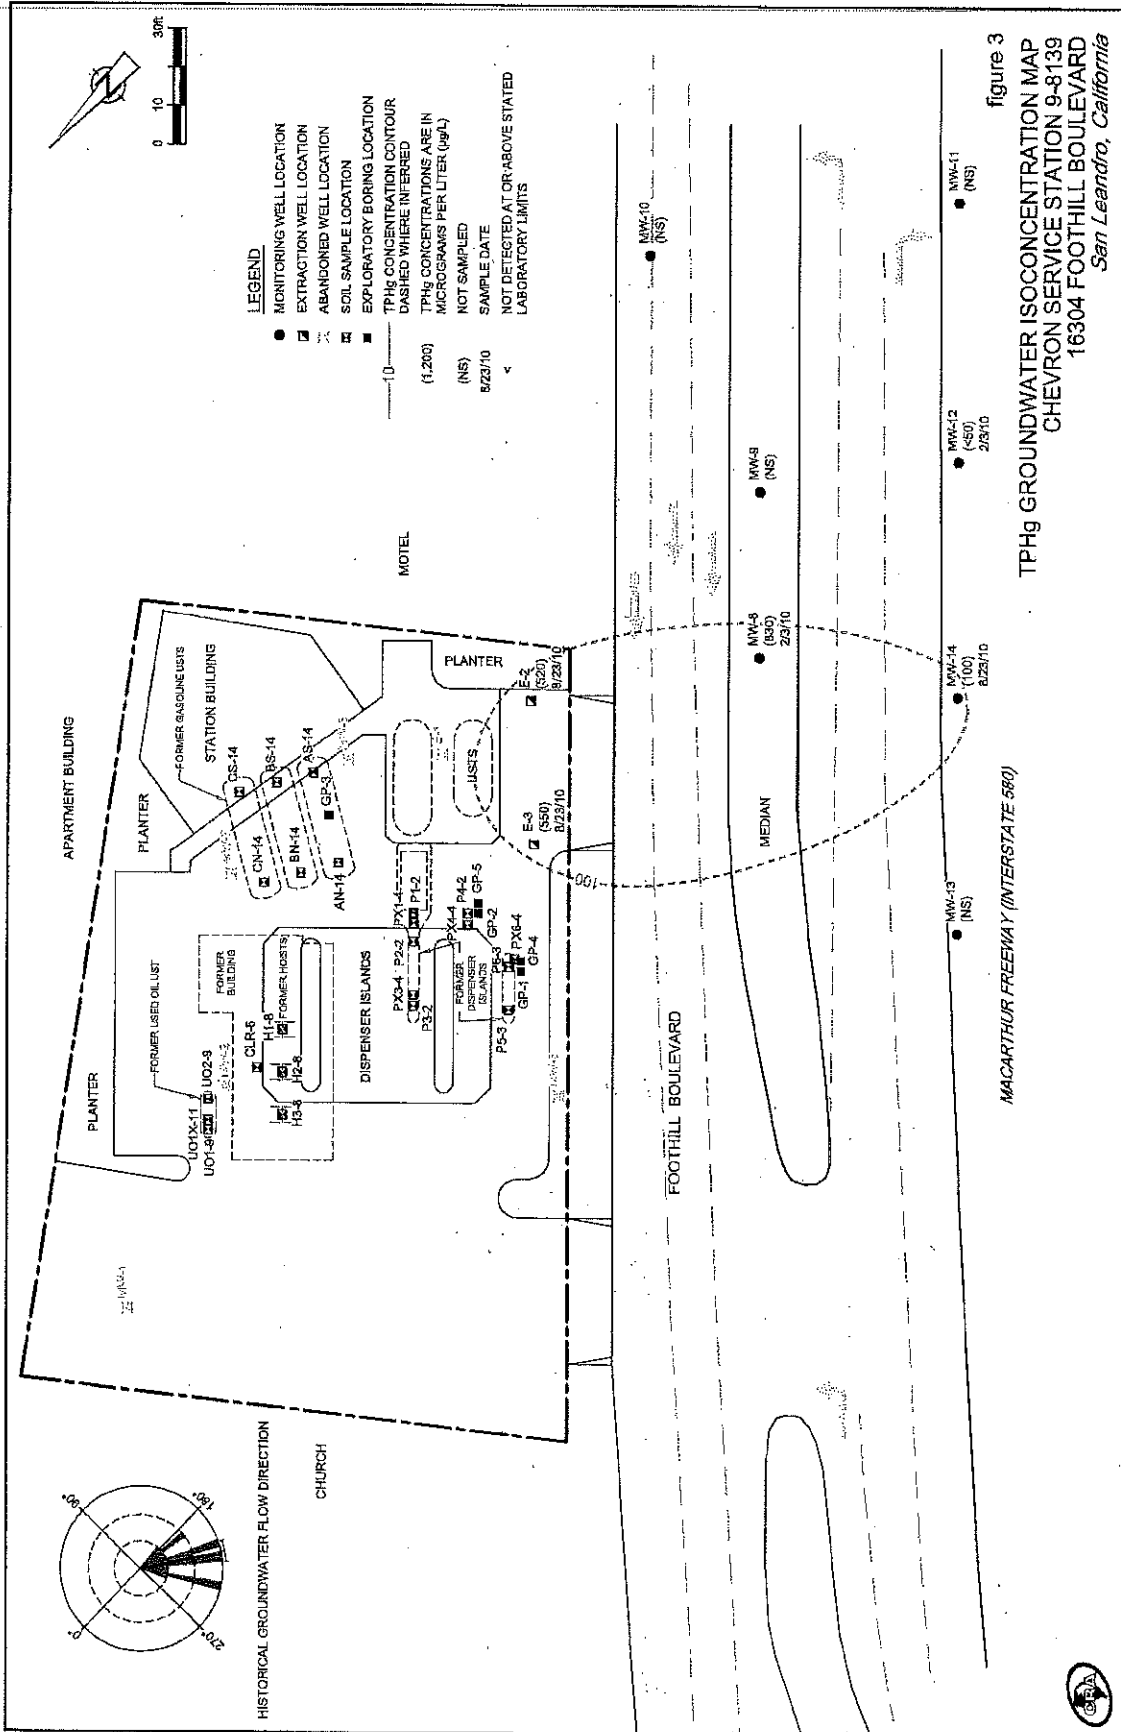 APARTMENT BUILDING
PLANTER
FORMER USED OIL UST
PLANTER
FORMER GASOLINE USTS
STATION BUILDING
UO1X-11
UO1-9
UO2-9
FORMER
BUILDING
CLR-6
H1-8
FORMER HOISTS
H2-8
H3-8
CN-14
CS-14
BN-14
BS-14
AN-14
AS-14
GP-3
DISPENSER ISLANDS
PX3-4
P2-2
PX1-4
P1-2
P3-2
PX4-4
P4-2
GP-5
GP-2
FORMER
DISPENSER
ISLANDS
P5-3
P6-3
PX6-4
GP-1
GP-4
USTS
PLANTER
MOTEL
E-2
(520)
8/23/10
E-3
(550)
8/23/10
HISTORICAL GROUNDWATER FLOW DIRECTION
0°
90°
180°
270°
CHURCH
FOOTHILL BOULEVARD
MEDIAN
100
MW-8
(830)
2/3/10
MW-9
(NS)
MW-10
(NS)
MW-11
(NS)
MW-12
(<50)
2/3/10
MW-14
(100)
8/23/10
MW-13
(NS)
MACARTHUR FREEWAY (INTERSTATE 580)
0 10 30ft
LEGEND
MONITORING WELL LOCATION
EXTRACTION WELL LOCATION
ABANDONED WELL LOCATION
SOIL SAMPLE LOCATION
EXPLORATORY BORING LOCATION
10 TPHg CONCENTRATION CONTOUR
DASHED WHERE INFERRED
(1,200) TPHg CONCENTRATIONS ARE IN
MICROGRAMS PER LITER (µg/L)
(NS) NOT SAMPLED
8/23/10 SAMPLE DATE
< NOT DETECTED AT OR ABOVE STATED
LABORATORY LIMITS
figure 3
TPHg GROUNDWATER ISOCONCENTRATION MAP
CHEVRON SERVICE STATION 9-8139
16304 FOOTHILL BOULEVARD
San Leandro, California
CRA